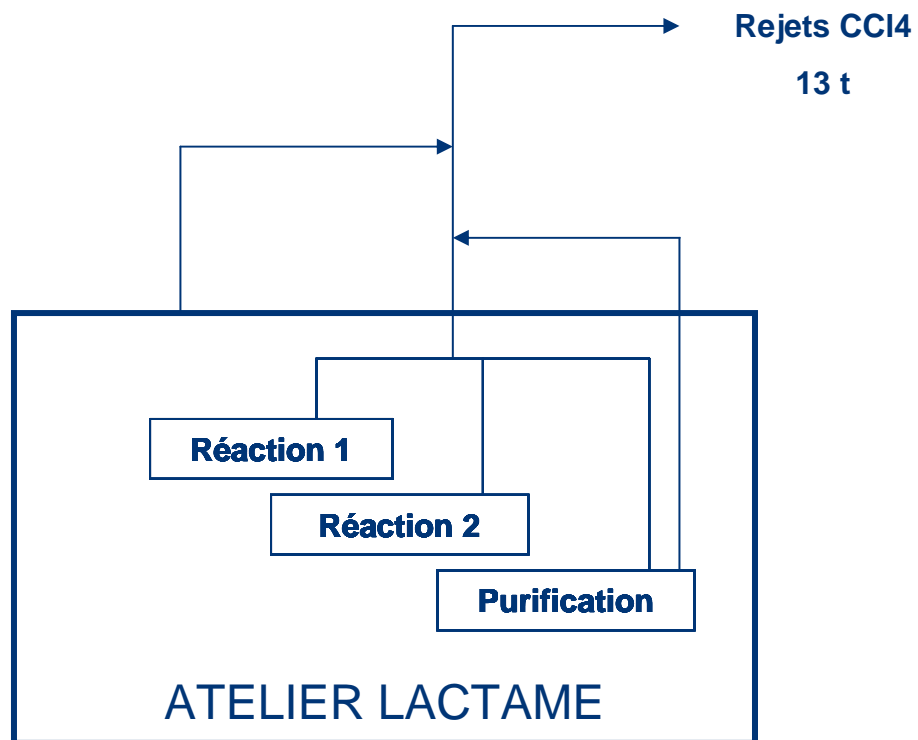 Rejets CCl4
13 t
Réaction 1
Réaction 2
Purification
ATELIER LACTAME